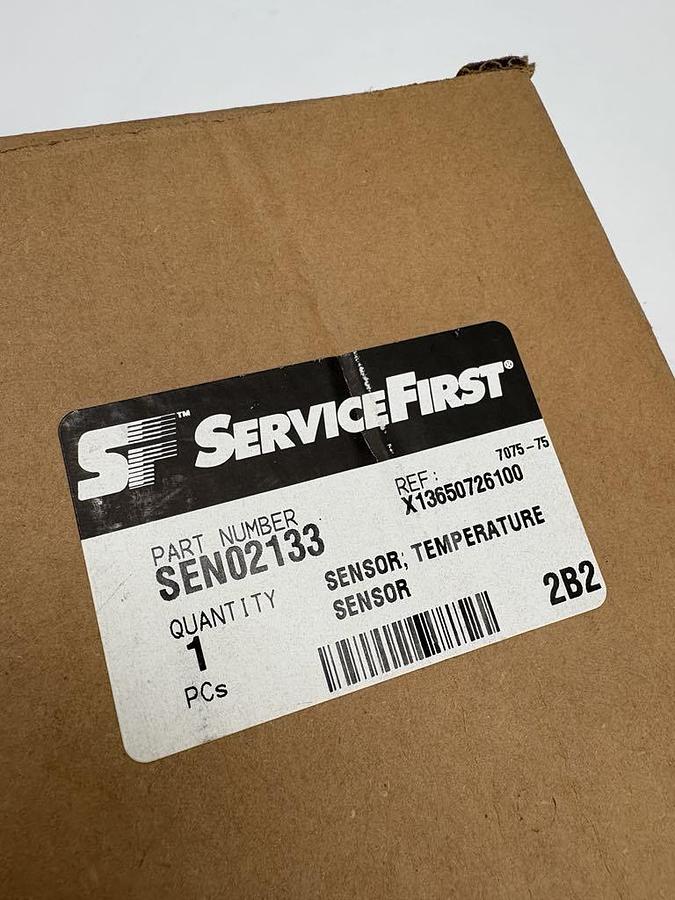 SF™ SERVICEFIRST®
7075-75
REF:
X13650726100
PART NUMBER
SEN02133
SENSOR; TEMPERATURE
SENSOR
QUANTITY
1
PCs
2B2